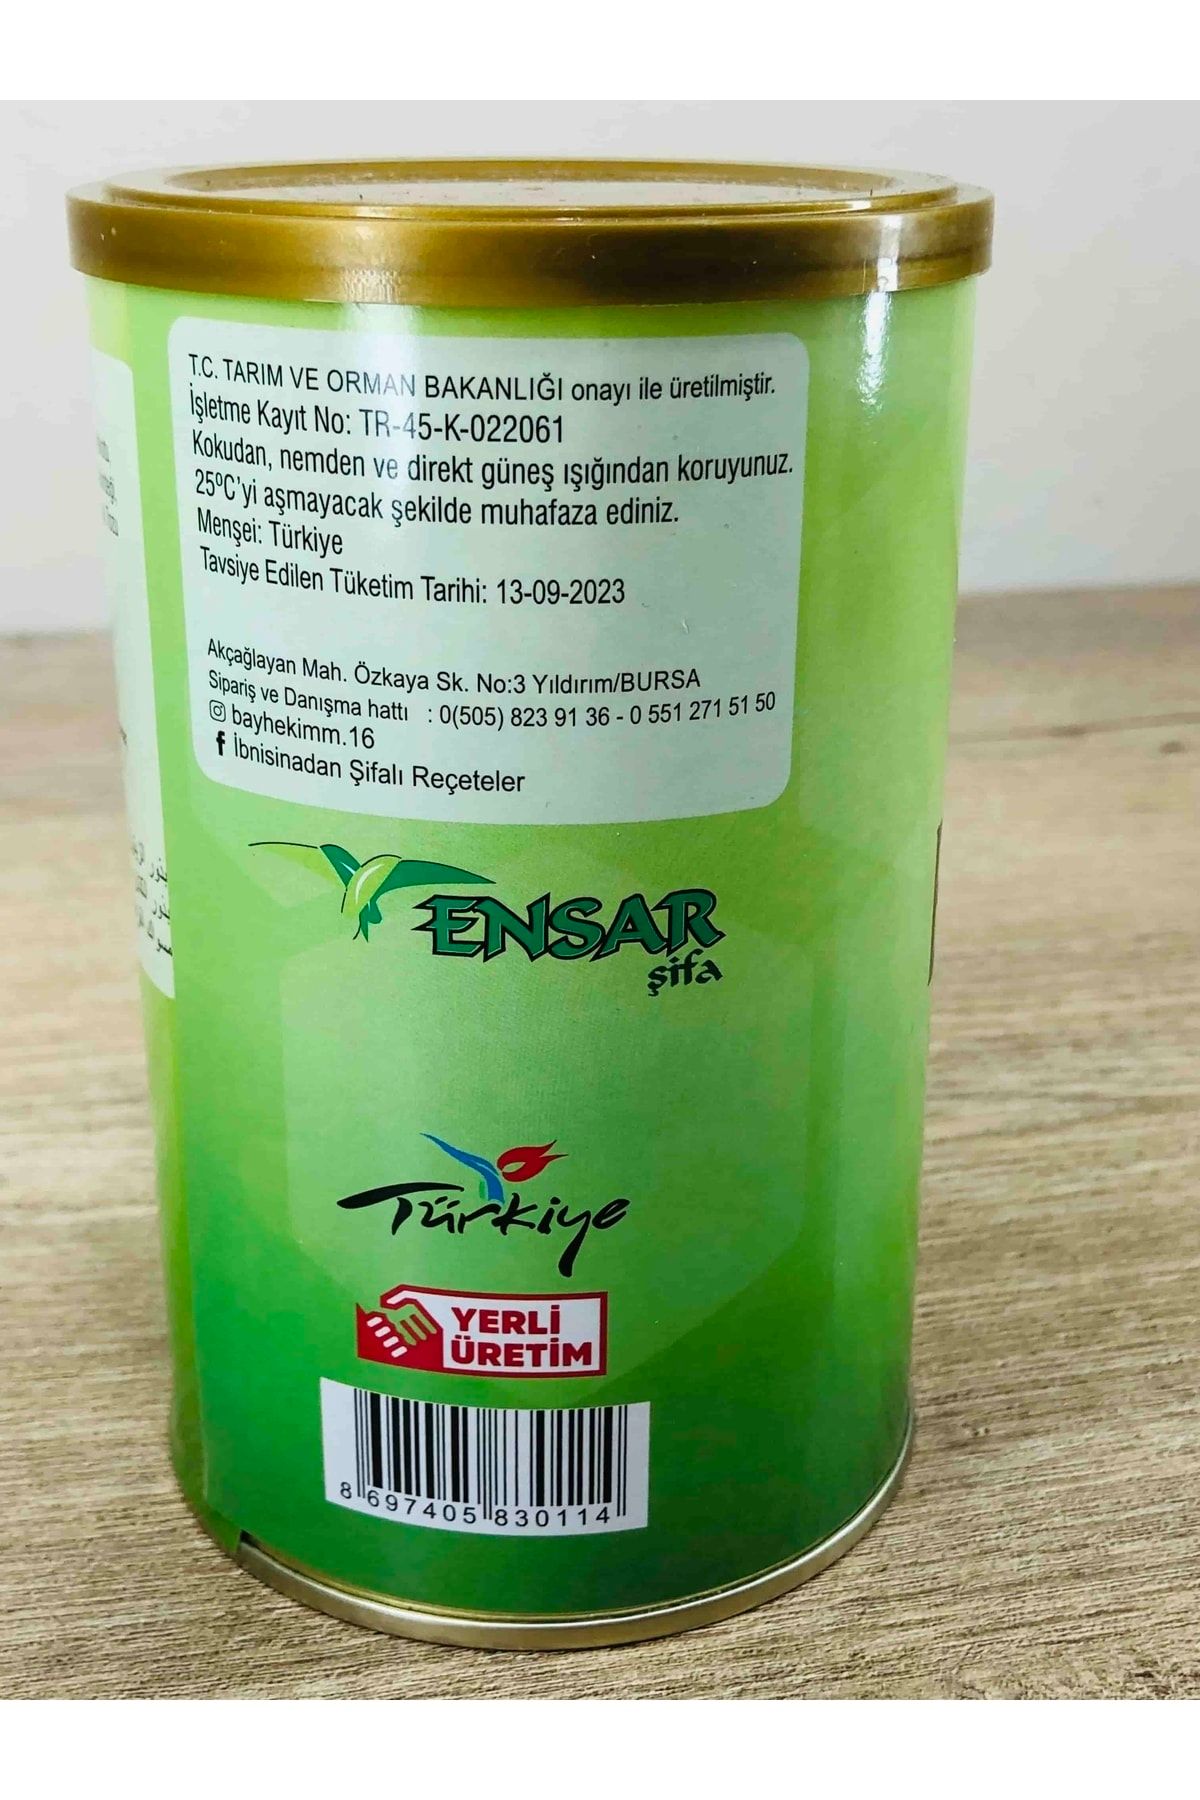 T.C. TARIM VE ORMAN BAKANLIĞI onayı ile üretilmiştir.
İşletme Kayıt No: TR-45-K-022061
Kokudan, nemden ve direkt güneş ışığından koruyunuz.
25ºC'yi aşmayacak şekilde muhafaza ediniz.
Menşei: Türkiye
Tavsiye Edilen Tüketim Tarihi: 13-09-2023
Akçağlayan Mah. Özkaya Sk. No:3 Yıldırım/BURSA
Sipariş ve Danışma hattı : 0(505) 823 91 36 - 0 551 271 51 50
bayhekimm.16
İbnisinadan Şifalı Reçeteler
ENSAR
şifa
Türkiye
YERLİ
ÜRETİM
8 697405 830114